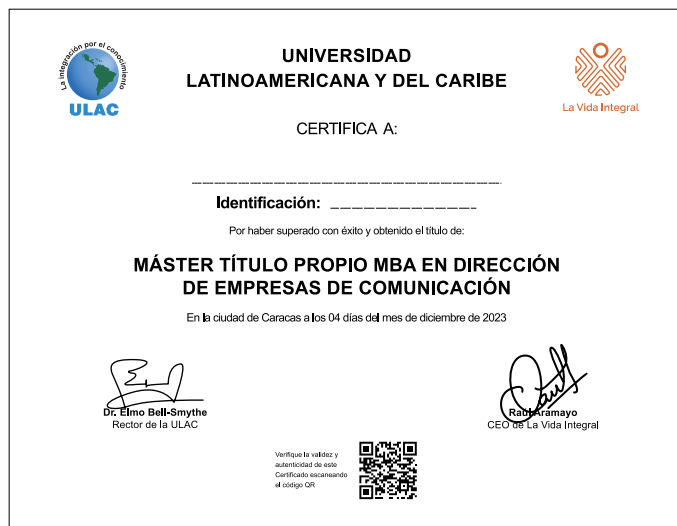 La integración por el conocimiento
ULAC
UNIVERSIDAD
LATINOAMERICANA Y DEL CARIBE
La Vida Integral
CERTIFICA A:
Identificación:
Por haber superado con éxito y obtenido el título de:
MÁSTER TÍTULO PROPIO MBA EN DIRECCIÓN
DE EMPRESAS DE COMUNICACIÓN
En la ciudad de Caracas a los 04 días del mes de diciembre de 2023
Dr. Elmo Bell-Smythe
Rector de la ULAC
Raúl Aramayo
CEO de La Vida Integral
Verifique la validez y
autenticidad de este
Certificado escaneando
el código QR